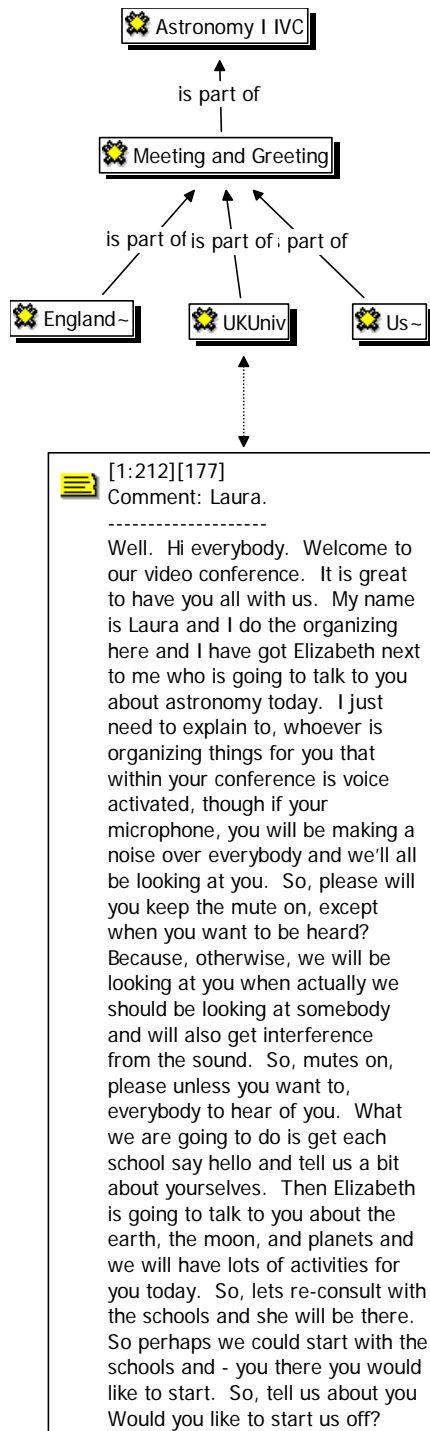 Astronomy I IVC
is part of
Meeting and Greeting
is part of is part of part of
England~ UKUniv Us~
[1:212][177]
Comment: Laura.
--------------------
Well. Hi everybody. Welcome to
our video conference. It is great
to have you all with us. My name
is Laura and I do the organizing
here and I have got Elizabeth next
to me who is going to talk to you
about astronomy today. I just
need to explain to, whoever is
organizing things for you that
within your conference is voice
activated, though if your
microphone, you will be making a
noise over everybody and we'll all
be looking at you. So, please will
you keep the mute on, except
when you want to be heard?
Because, otherwise, we will be
looking at you when actually we
should be looking at somebody
and will also get interference
from the sound. So, mutes on,
please unless you want to,
everybody to hear of you. What
we are going to do is get each
school say hello and tell us a bit
about yourselves. Then Elizabeth
is going to talk to you about the
earth, the moon, and planets and
we will have lots of activities for
you today. So, lets re-consult with
the schools and she will be there.
So perhaps we could start with the
schools and - you there you would
like to start. So, tell us about you
Would you like to start us off?